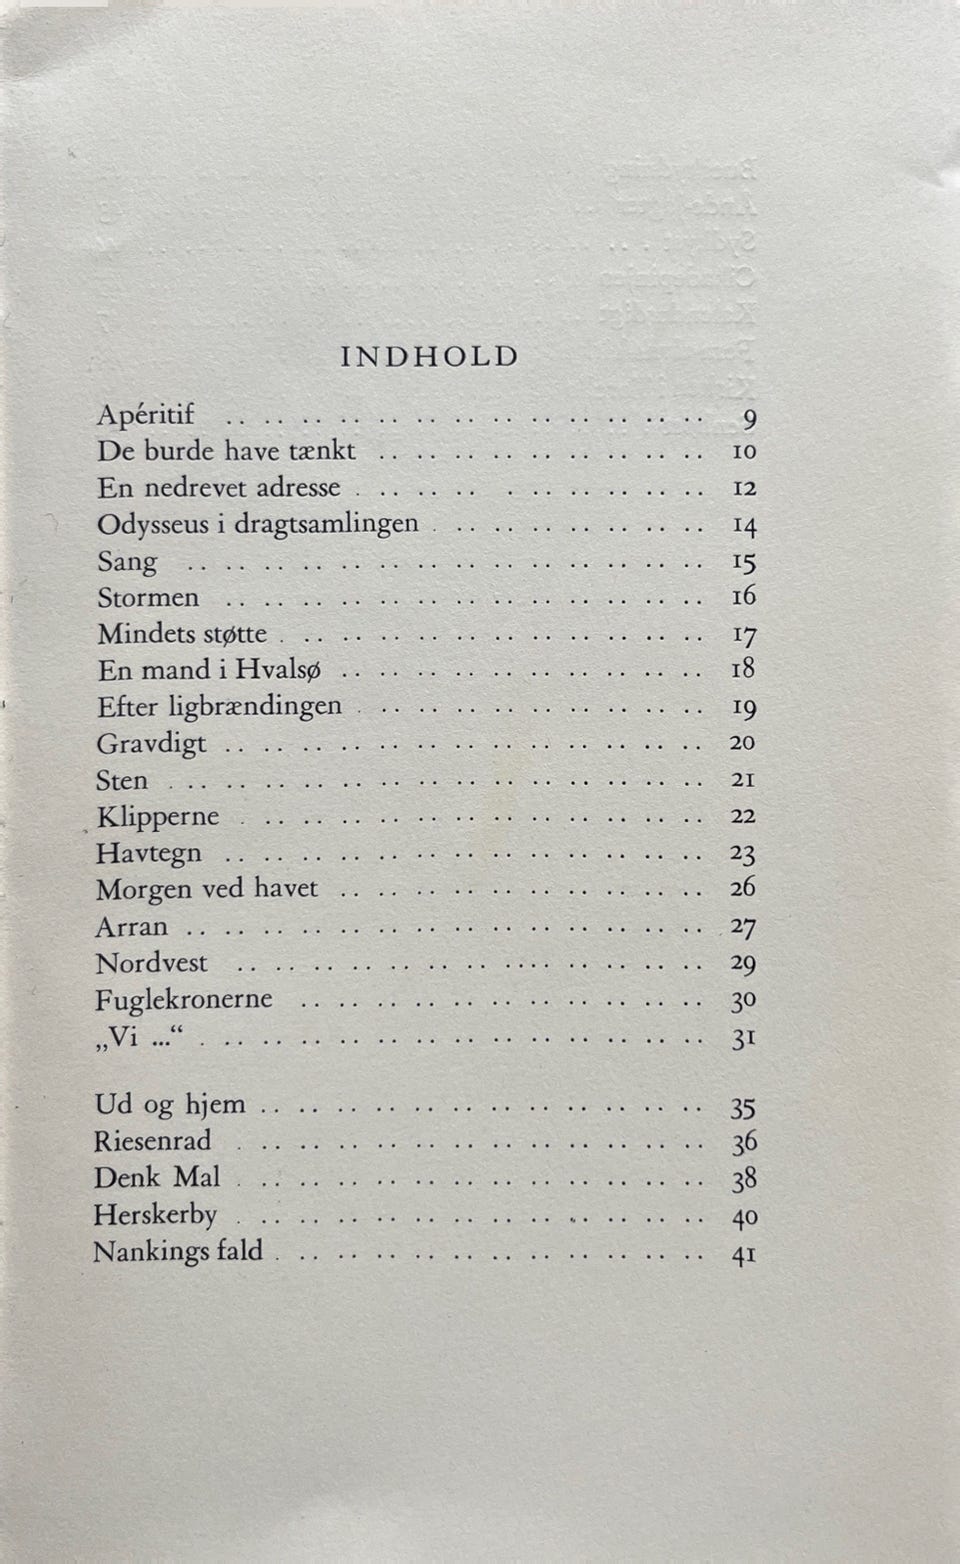 INDHOLD
Apéritif .. .. .. .. .. .. .. .. .. .. .. .. .. 9
De burde have tænkt .. .. .. .. .. .. .. .. .. 10
En nedrevet adresse . .. .. .. . .. .. .. .. .. 12
Odysseus i dragtsamlingen . .. .. .. .. .. .. .. 14
Sang .. .. .. .. .. .. .. .. .. .. .. .. .. .. 15
Stormen .. .. .. .. .. .. .. .. .. .. .. .. .. 16
Mindets støtte . .. .. .. .. .. .. .. .. .. .. .. 17
En mand i Hvalsø .. .. .. .. .. .. .. .. .. .. 18
Efter ligbrændingen . .. .. .. .. .. .. .. .. .. 19
Gravdigt .. .. .. .. .. .. .. .. .. .. .. .. .. 20
Sten . .. .. .. .. .. .. .. .. .. .. .. .. .. .. 21
Klipperne . .. .. .. .. .. .. .. .. .. .. .. .. 22
Havtegn .. .. .. .. .. .. .. .. .. .. .. .. .. 23
Morgen ved havet .. .. .. .. .. .. .. .. .. .. 26
Arran .. .. .. .. .. .. .. .. .. .. .. .. .. .. 27
Nordvest .. .. .. .. .. .. .. .. .... .. .. .. .. 29
Fuglekronerne .. .. .. .. .. .. .. .. .. .. .. 30
„Vi ...“ . .. .. .. .. .. .. .. .. .. .. .. .. .. 31
Ud og hjem .. .. .. .. .. .. .. .. .. .. .. .. 35
Riesenrad . .. .. .. .. .. .. .. .. .. .. .. .. 36
Denk Mal . .. .. .. .. .. .. .. .. .. .. .. .. 38
Herskerby . .. .. .. .. .. .. .. .. .. .. .. .. 40
Nankings fald . .. .. .. .. .. .. .. .. .. .. .. 41